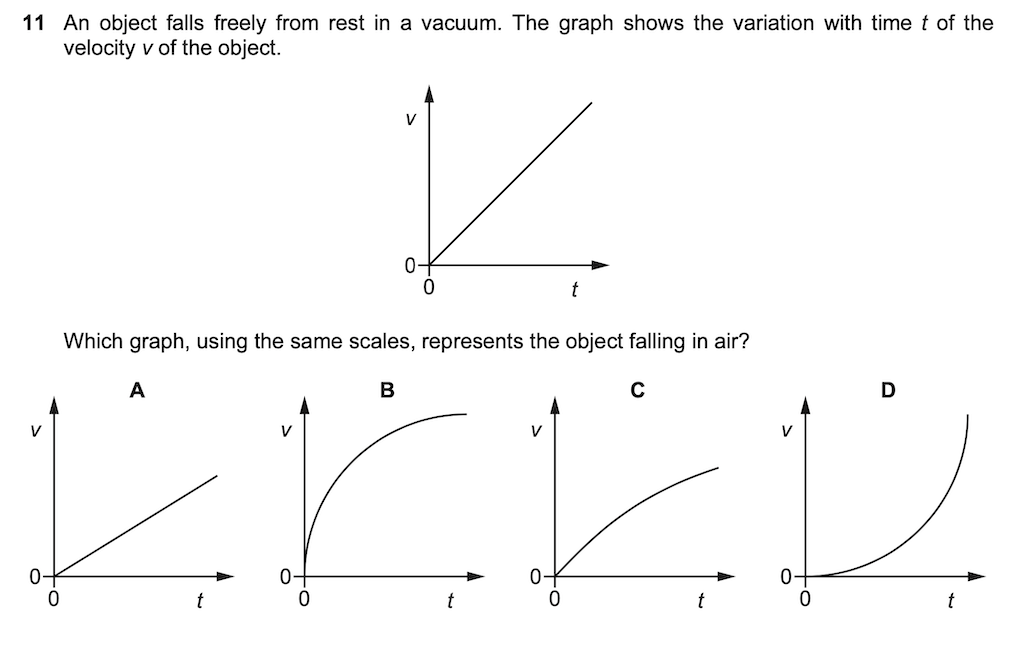 11 An object falls freely from rest in a vacuum. The graph shows the variation with time t of the
velocity v of the object.
v
0
0
t
Which graph, using the same scales, represents the object falling in air?
A B C D
v v v v
0 0 0 0
0 t 0 t 0 t 0 t